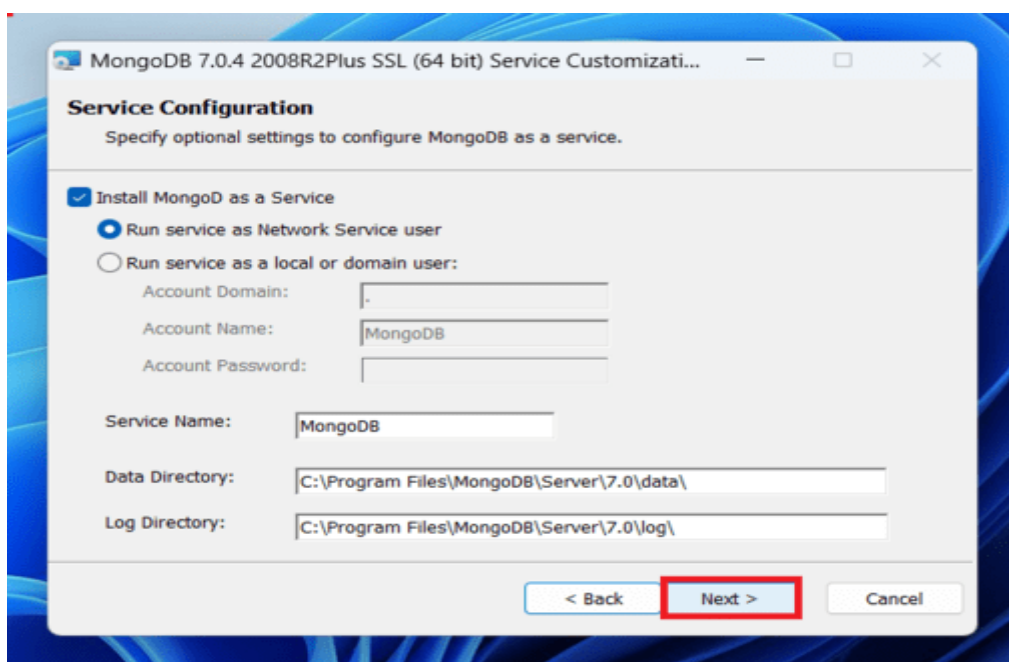 MongoDB 7.0.4 2008R2Plus SSL (64 bit) Service Customizati...
Service Configuration
Specify optional settings to configure MongoDB as a service.
Install MongoD as a Service
Run service as Network Service user
Run service as a local or domain user:
Account Domain: .
Account Name: MongoDB
Account Password:
Service Name: MongoDB
Data Directory: C:\Program Files\MongoDB\Server\7.0\data\
Log Directory: C:\Program Files\MongoDB\Server\7.0\log\
< Back Next > Cancel